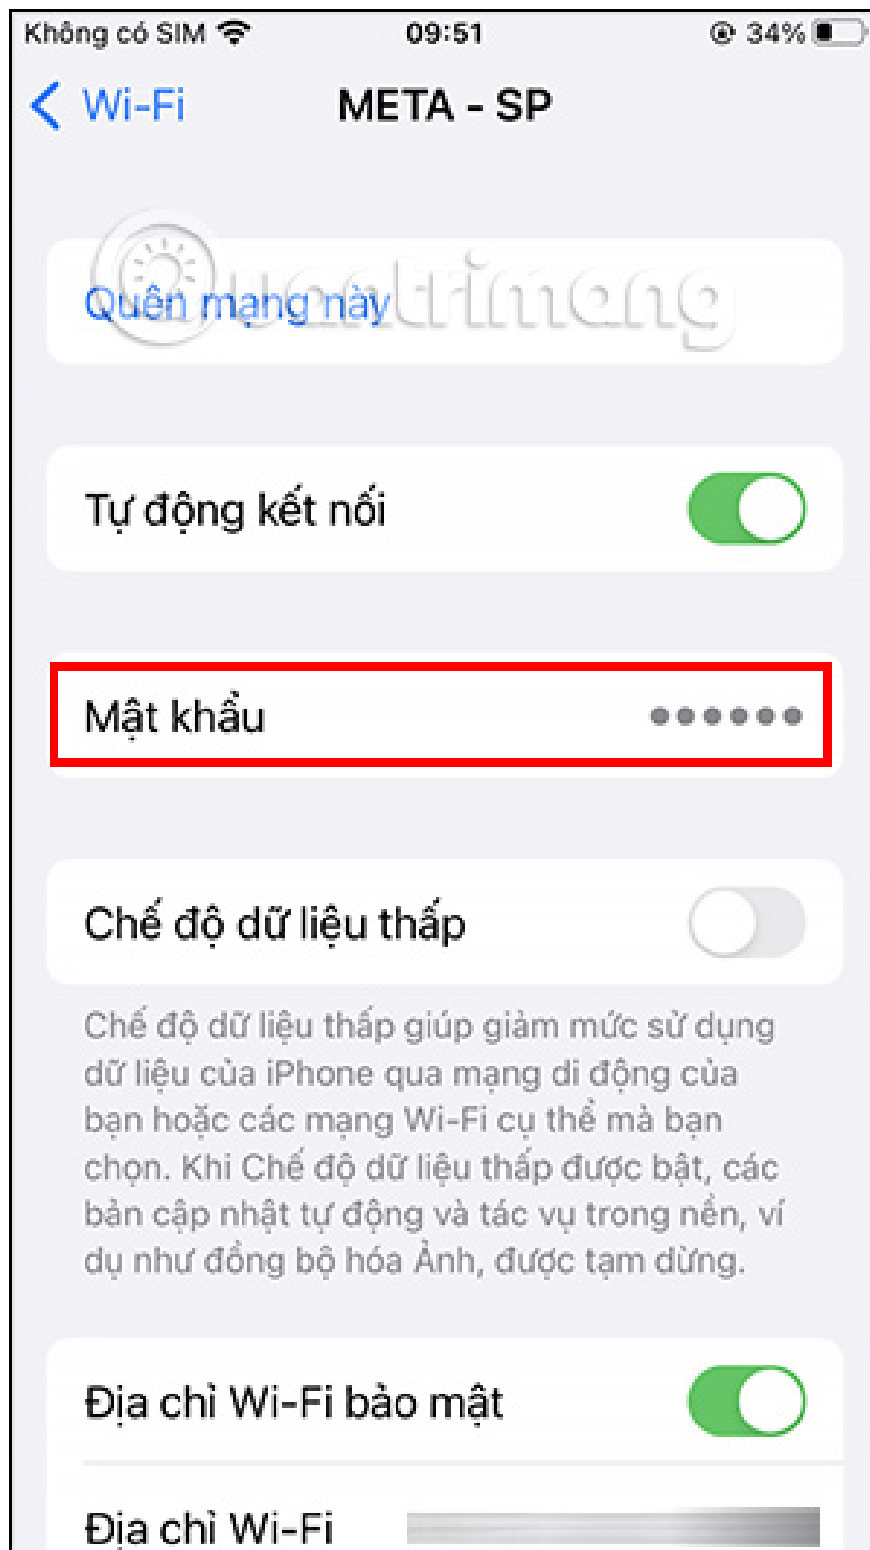 Không có SIM 09:51 34%
Wi-Fi META - SP
Quantrimang
Quên mạng này
Tự động kết nối
Mật khẩu ••••••
Chế độ dữ liệu thấp
Chế độ dữ liệu thấp giúp giảm mức sử dụng
dữ liệu của iPhone qua mạng di động của
bạn hoặc các mạng Wi-Fi cụ thể mà bạn
chọn. Khi Chế độ dữ liệu thấp được bật, các
bản cập nhật tự động và tác vụ trong nền, ví
dụ như đồng bộ hóa Ảnh, được tạm dừng.
Địa chỉ Wi-Fi bảo mật
Địa chỉ Wi-Fi